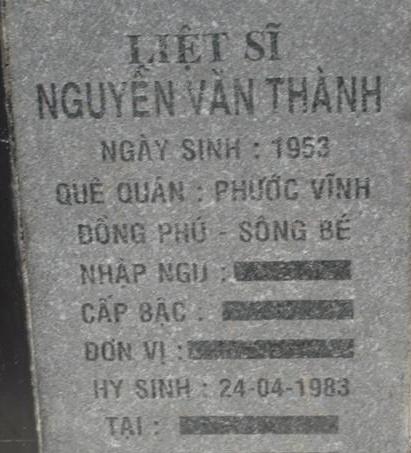 LIỆT SĨ
NGUYỄN VĂN THÀNH
NGÀY SINH : 1953
QUÊ QUÁN : PHƯỚC VĨNH
ĐỒNG PHÚ - SÔNG BÉ
NHẬP NGŨ :
CẤP BẬC :
ĐƠN VỊ :
HY SINH : 24-04-1983
TẠI :